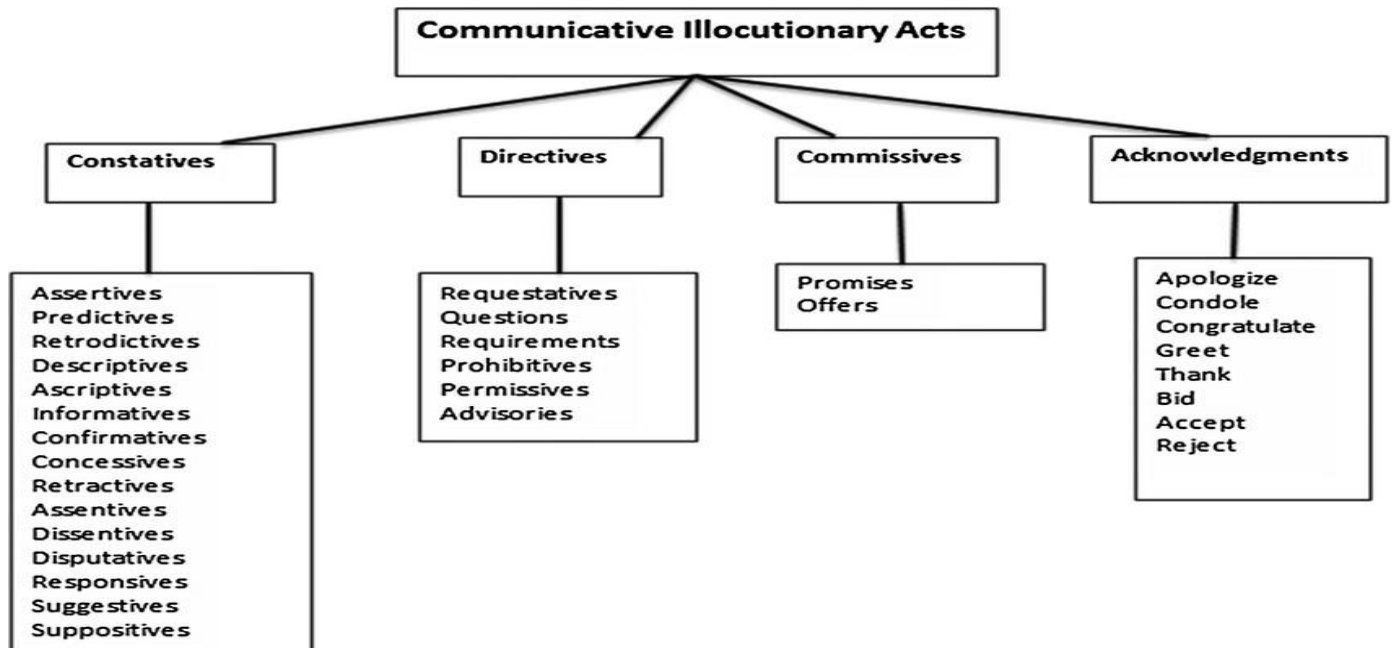 Communicative Illocutionary Acts
Constatives
Directives
Commissives
Acknowledgments
Assertives
Predictives
Retrodictives
Descriptives
Ascriptives
Informatives
Confirmatives
Concessives
Retractives
Assentives
Dissentives
Disputatives
Responsives
Suggestives
Suppositives
Requestatives
Questions
Requirements
Prohibitives
Permissives
Advisories
Promises
Offers
Apologize
Condole
Congratulate
Greet
Thank
Bid
Accept
Reject